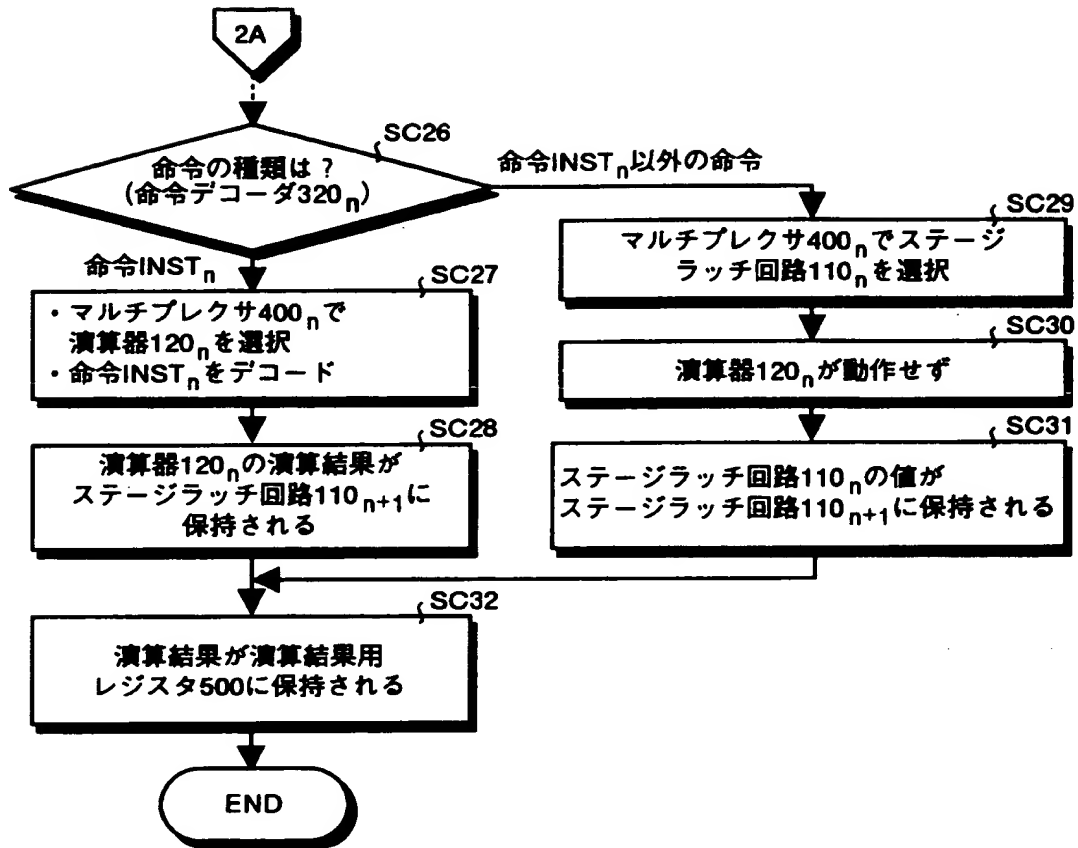 2A
SC26
命令の種類は?
(命令デコーダ320n)
命令INSTn以外の命令
命令INSTn
SC27
・マルチプレクサ400nで
演算器120nを選択
・命令INSTnをデコード
SC28
演算器120nの演算結果が
ステージラッチ回路110n+1に
保持される
SC29
マルチプレクサ400nでステージ
ラッチ回路110nを選択
SC30
演算器120nが動作せず
SC31
ステージラッチ回路110nの値が
ステージラッチ回路110n+1に保持される
SC32
演算結果が演算結果用
レジスタ500に保持される
END